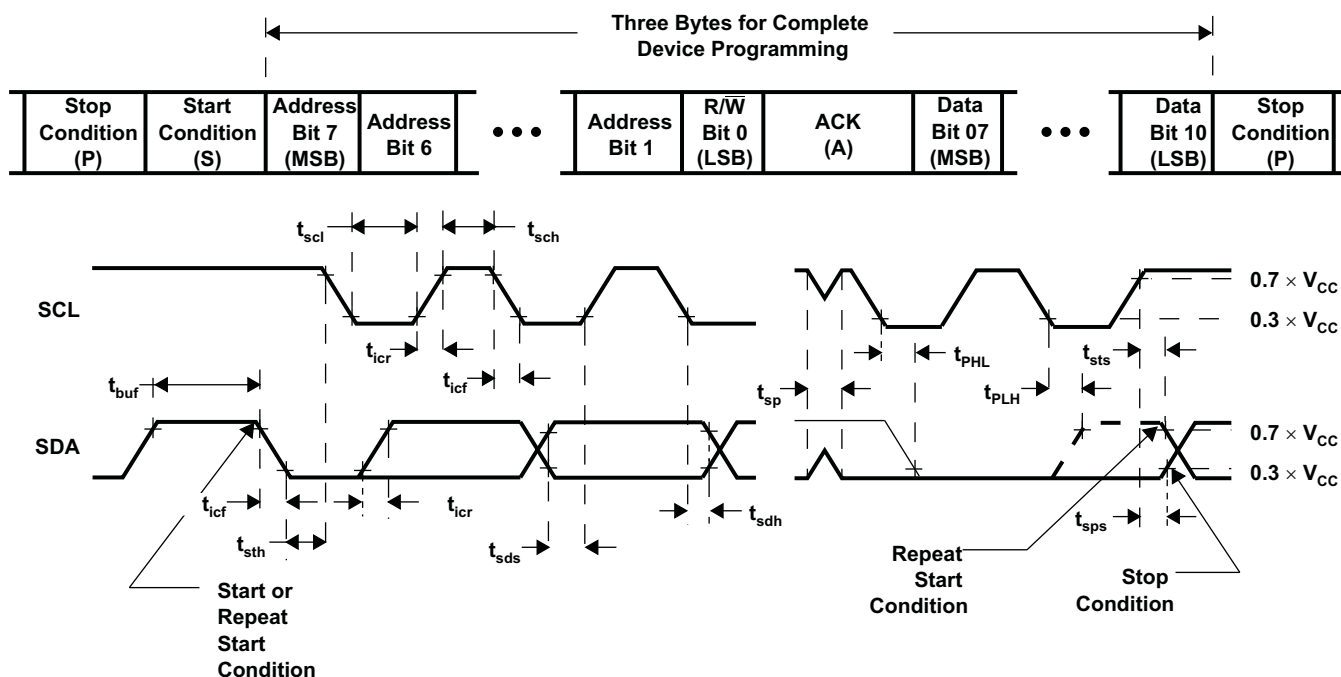 Three Bytes for Complete
Device Programming
Stop
Condition
(P)
Start
Condition
(S)
Address
Bit 7
(MSB)
Address
Bit 6
•••
Address
Bit 1
R/W̅
Bit 0
(LSB)
ACK
(A)
Data
Bit 07
(MSB)
•••
Data
Bit 10
(LSB)
Stop
Condition
(P)
tscl
tsch
SCL
0.7 × VCC
0.3 × VCC
ticr
tPHL
tsts
tbuf
ticf
tsp
tPLH
SDA
0.7 × VCC
0.3 × VCC
ticf
ticr
tsdh
tsth
tsds
tsps
Start or
Repeat
Start
Condition
Repeat
Start
Condition
Stop
Condition